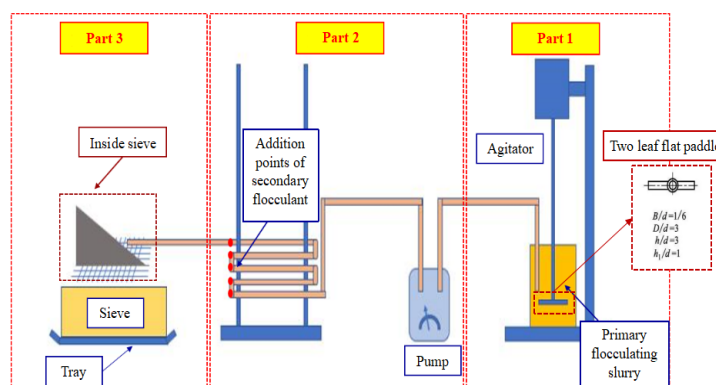 Part 3
Part 2
Part 1
Inside sieve
Addition
points of
secondary
flocculant
Agitator
Two leaf flat paddle
B/d=1/6
D/d=3
h/d=3
h₁/d=1
Sieve
Tray
Pump
Primary
flocculating
slurry